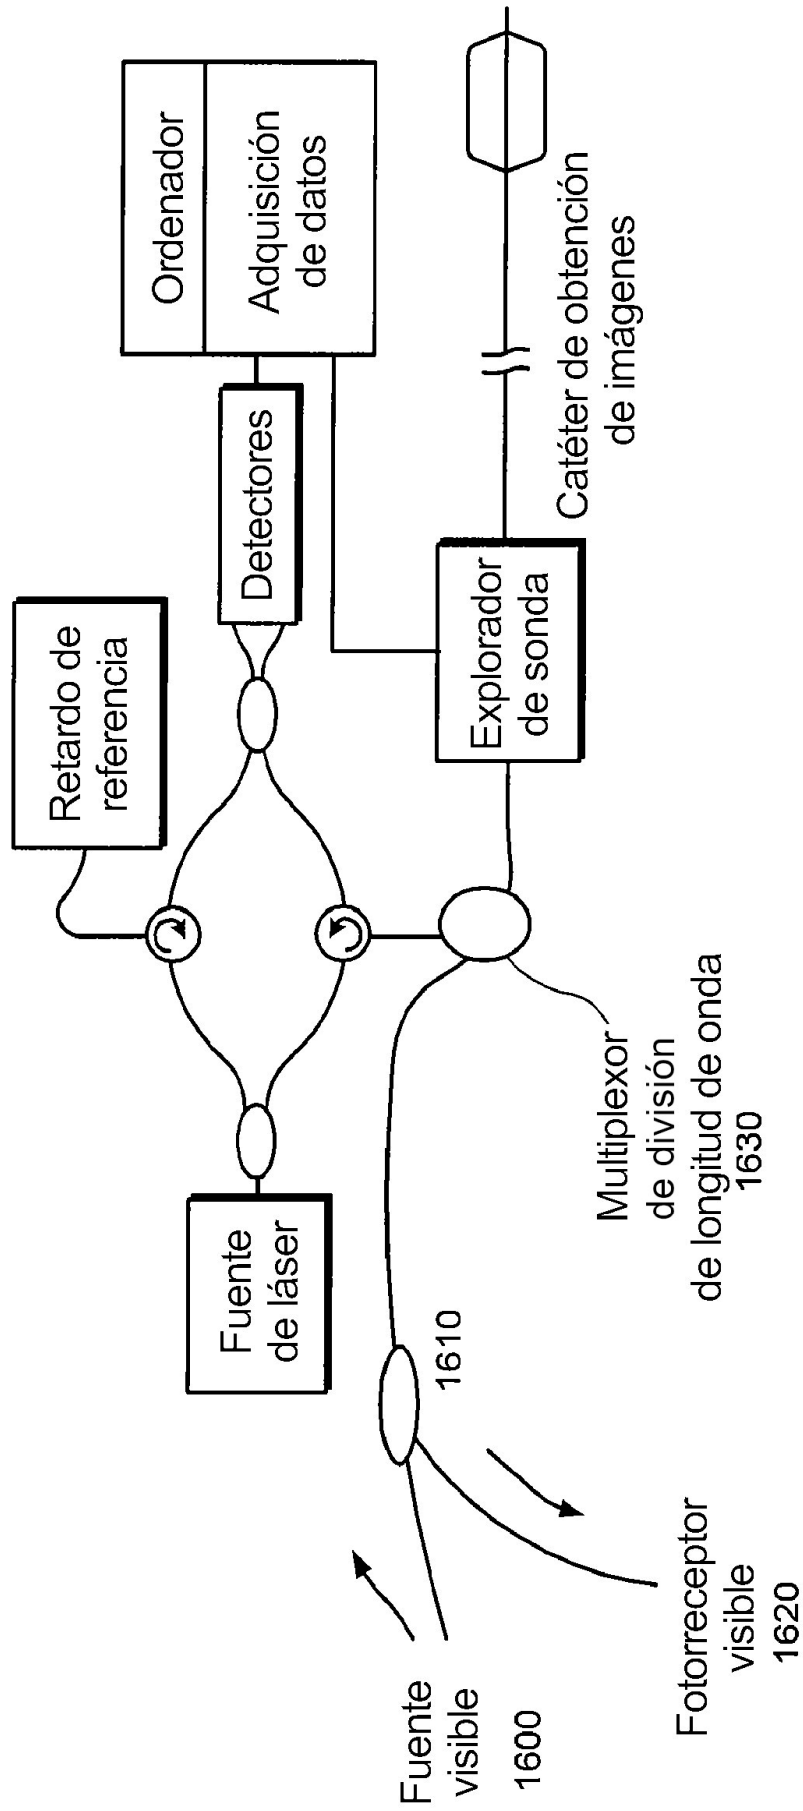 Retardo de
referencia
Ordenador
Adquisición
de datos
Detectores
Fuente
de láser
Explorador
de sonda
Catéter de obtención
de imágenes
Multiplexor
de división
de longitud de onda
1630
1610
Fuente
visible
1600
Fotorreceptor
visible
1620